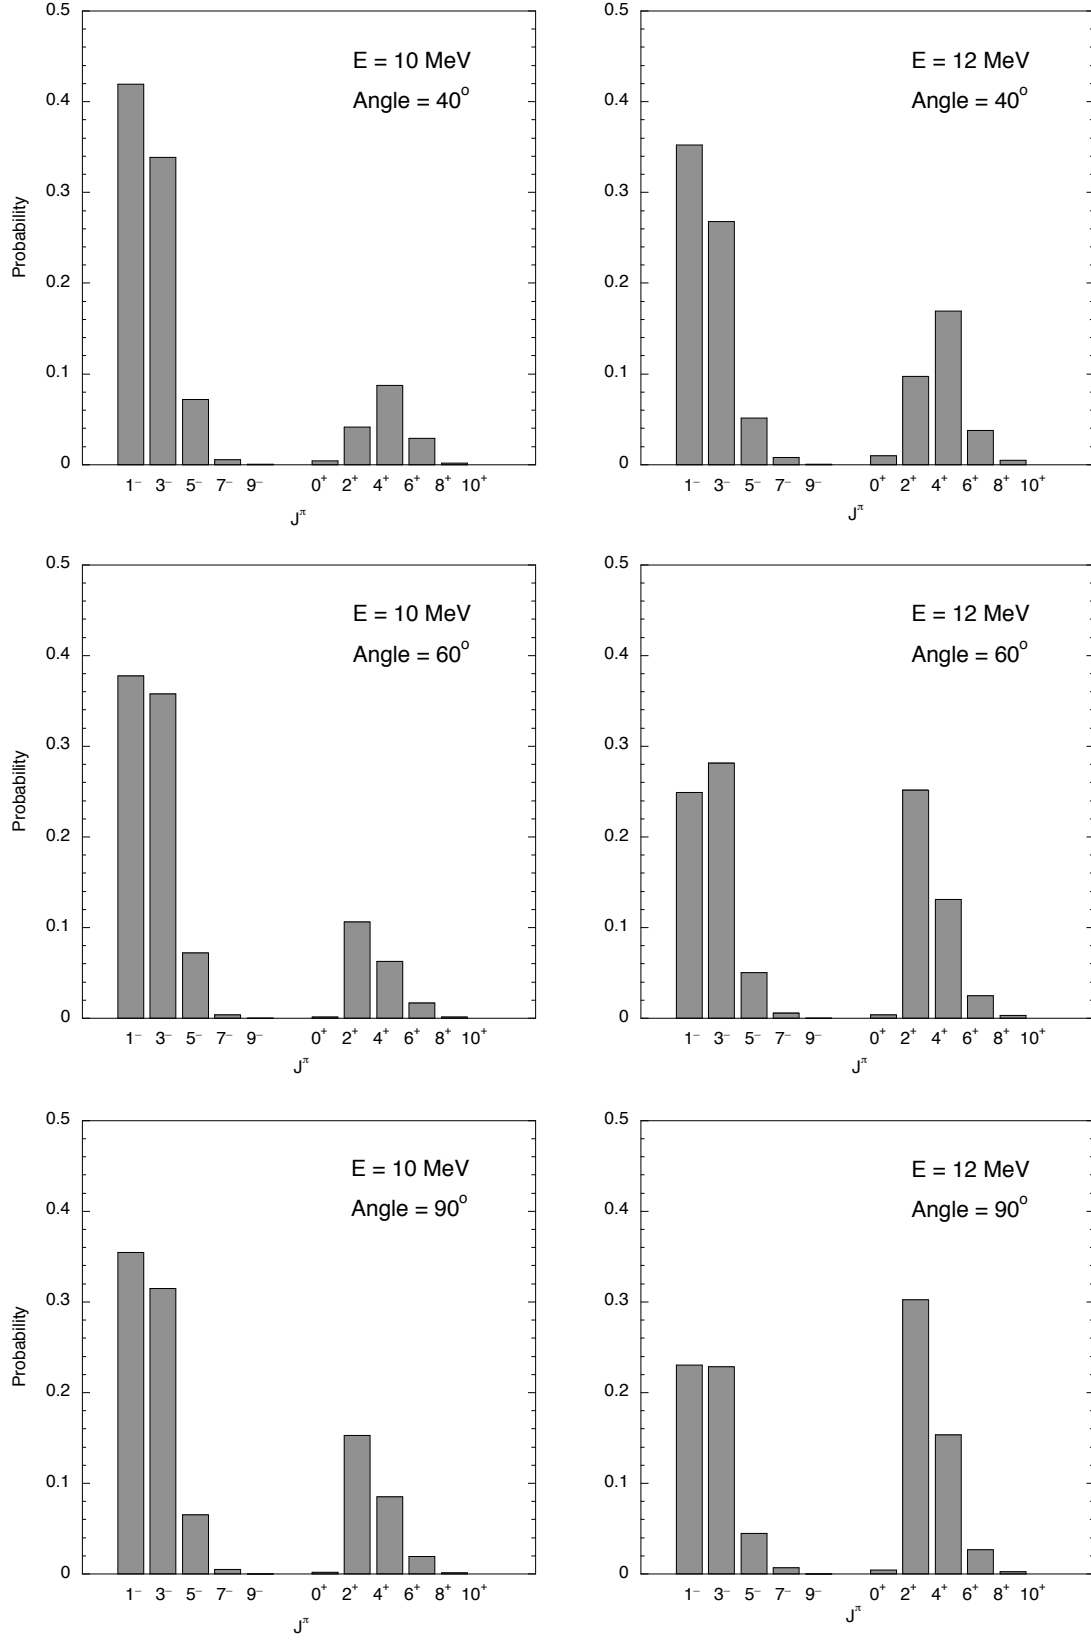 0.5
E = 10 MeV
Angle = 40°
0.4
0.3
0.2
0.1
0
Probability
1⁻ 3⁻ 5⁻ 7⁻ 9⁻ 0⁺ 2⁺ 4⁺ 6⁺ 8⁺ 10⁺
J^π
0.5
E = 12 MeV
Angle = 40°
0.4
0.3
0.2
0.1
0
1⁻ 3⁻ 5⁻ 7⁻ 9⁻ 0⁺ 2⁺ 4⁺ 6⁺ 8⁺ 10⁺
J^π
0.5
E = 10 MeV
Angle = 60°
0.4
0.3
0.2
0.1
0
Probability
1⁻ 3⁻ 5⁻ 7⁻ 9⁻ 0⁺ 2⁺ 4⁺ 6⁺ 8⁺ 10⁺
J^π
0.5
E = 12 MeV
Angle = 60°
0.4
0.3
0.2
0.1
0
1⁻ 3⁻ 5⁻ 7⁻ 9⁻ 0⁺ 2⁺ 4⁺ 6⁺ 8⁺ 10⁺
J^π
0.5
E = 10 MeV
Angle = 90°
0.4
0.3
0.2
0.1
0
Probability
1⁻ 3⁻ 5⁻ 7⁻ 9⁻ 0⁺ 2⁺ 4⁺ 6⁺ 8⁺ 10⁺
J^π
0.5
E = 12 MeV
Angle = 90°
0.4
0.3
0.2
0.1
0
1⁻ 3⁻ 5⁻ 7⁻ 9⁻ 0⁺ 2⁺ 4⁺ 6⁺ 8⁺ 10⁺
J^π